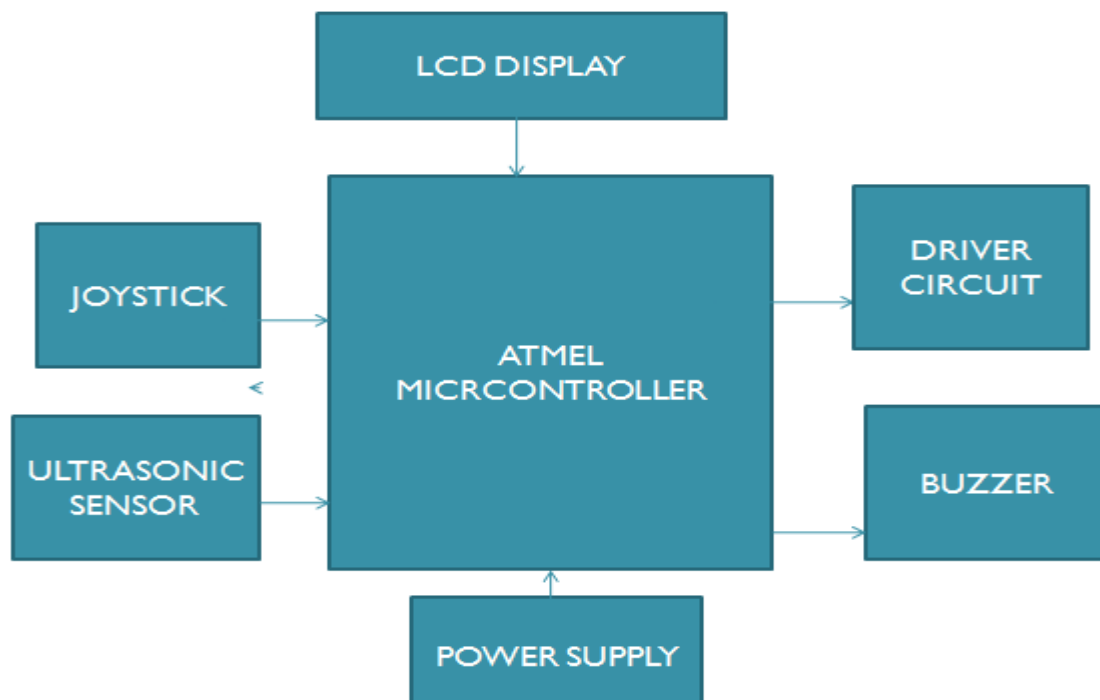 LCD DISPLAY
JOYSTICK
DRIVER
CIRCUIT
ATMEL
MICRCONTROLLER
ULTRASONIC
SENSOR
BUZZER
POWER SUPPLY